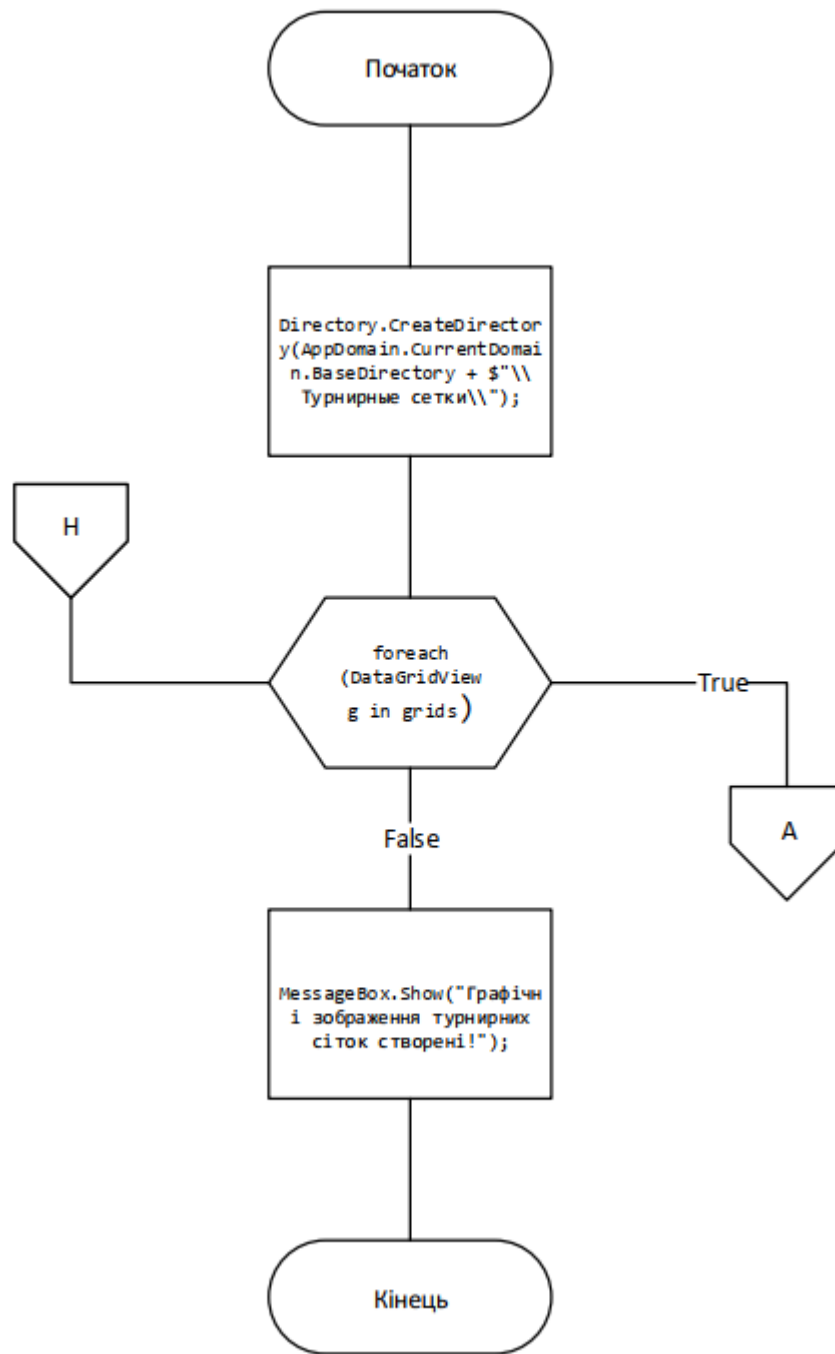 Початок
Directory.CreateDirector
y(AppDomain.CurrentDomai
n.BaseDirectory + $"\\
Турнирные сетки\\");
H
foreach
(DataGridView
g in grids)
True
A
False
MessageBox.Show("Графічн
і зображення турнирних
сіток створені!");
Кінець